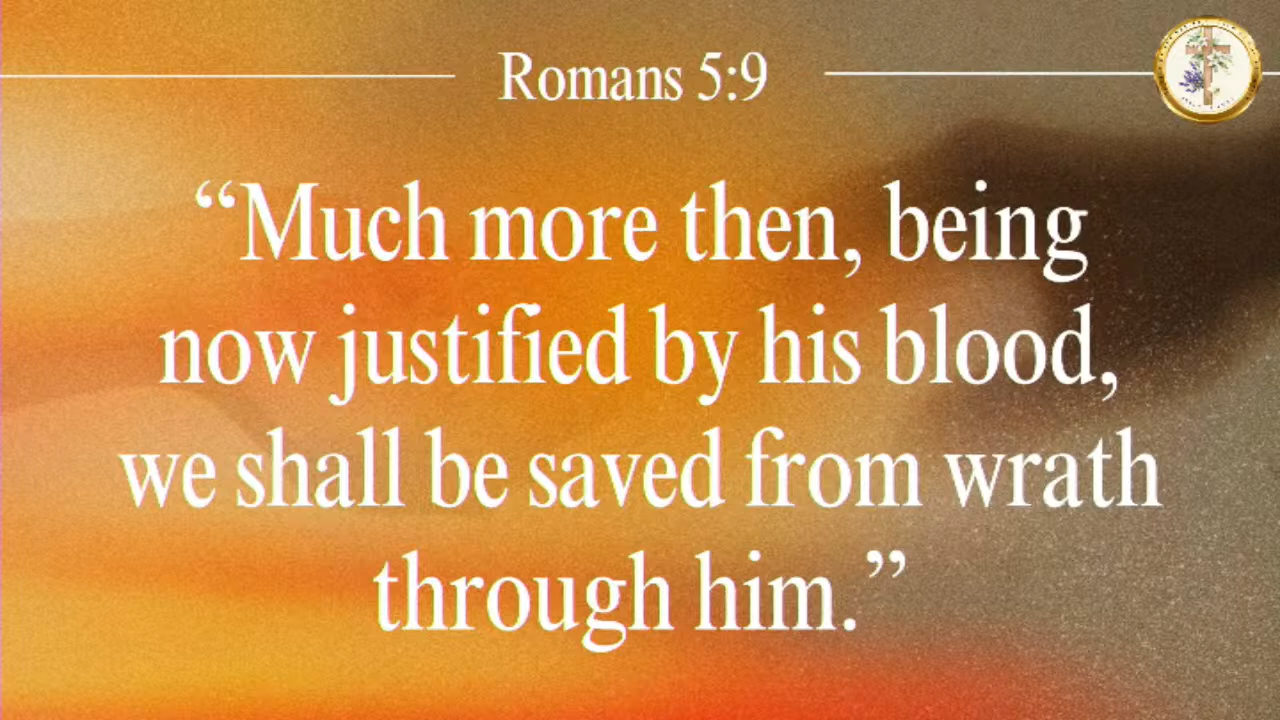 Romans 5:9
“Much more then, being
now justified by his blood,
we shall be saved from wrath
through him.”